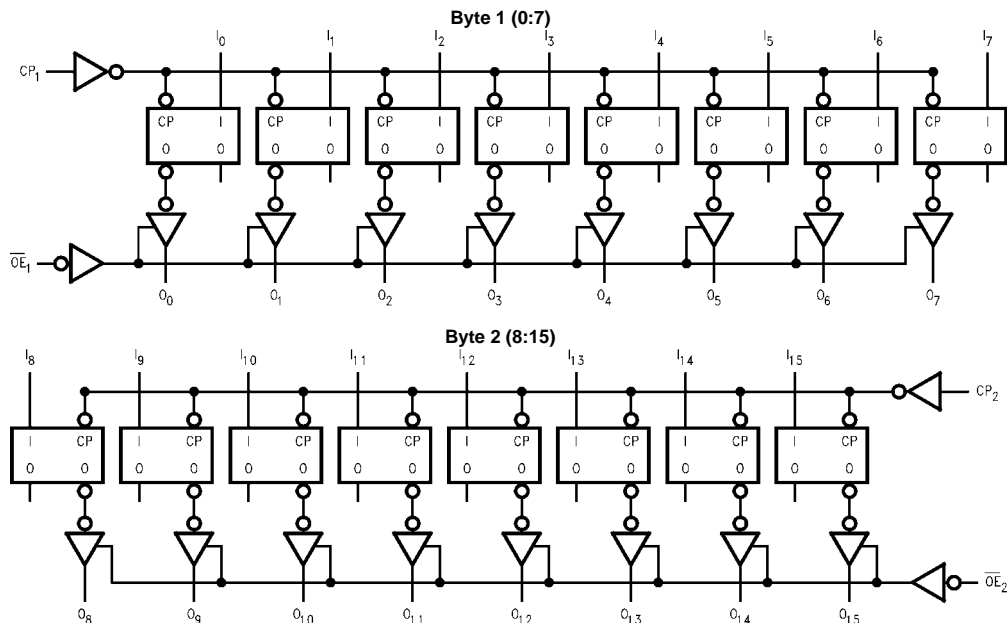 Byte 1 (0:7)
I0 I1 I2 I3 I4 I5 I6 I7
CP1
CP I CP I CP I CP I CP I CP I CP I CP I
O O O O O O O O O O O O O O O O
OE1
O0 O1 O2 O3 O4 O5 O6 O7
Byte 2 (8:15)
I8 I9 I10 I11 I12 I13 I14 I15
CP2
I CP I CP I CP I CP I CP I CP I CP I CP
O O O O O O O O O O O O O O O O
OE2
O8 O9 O10 O11 O12 O13 O14 O15